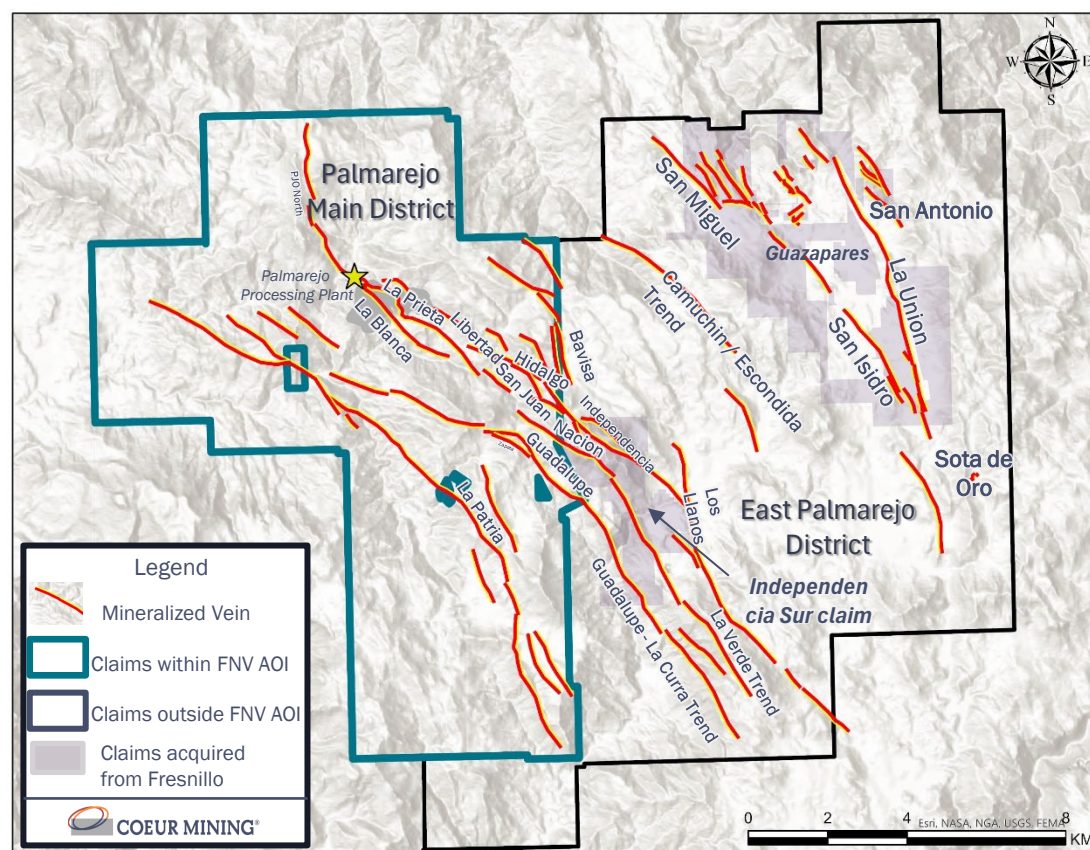 N
W
E
S
Palmarejo
Main District
PJO North
Palmarejo
Processing Plant
La Prieta
La Blanca
Libertad
Hidalgo
San Juan
Nacion
Bavisa
Independencia
Guadalupe
La Patria
San Miguel
Guazapares
San Antonio
La Union
San Isidro
Camuchin / Escondida
Trend
Sota de
Oro
Los
Llanos
East Palmarejo
District
Independen
cia Sur claim
Guadalupe - La Curra Trend
La Verde Trend
Legend
Mineralized Vein
Claims within FNV AOI
Claims outside FNV AOI
Claims acquired
from Fresnillo
COEUR MINING®
0 2 4 8
KM
Esri, NASA, NGA, USGS, FEMA